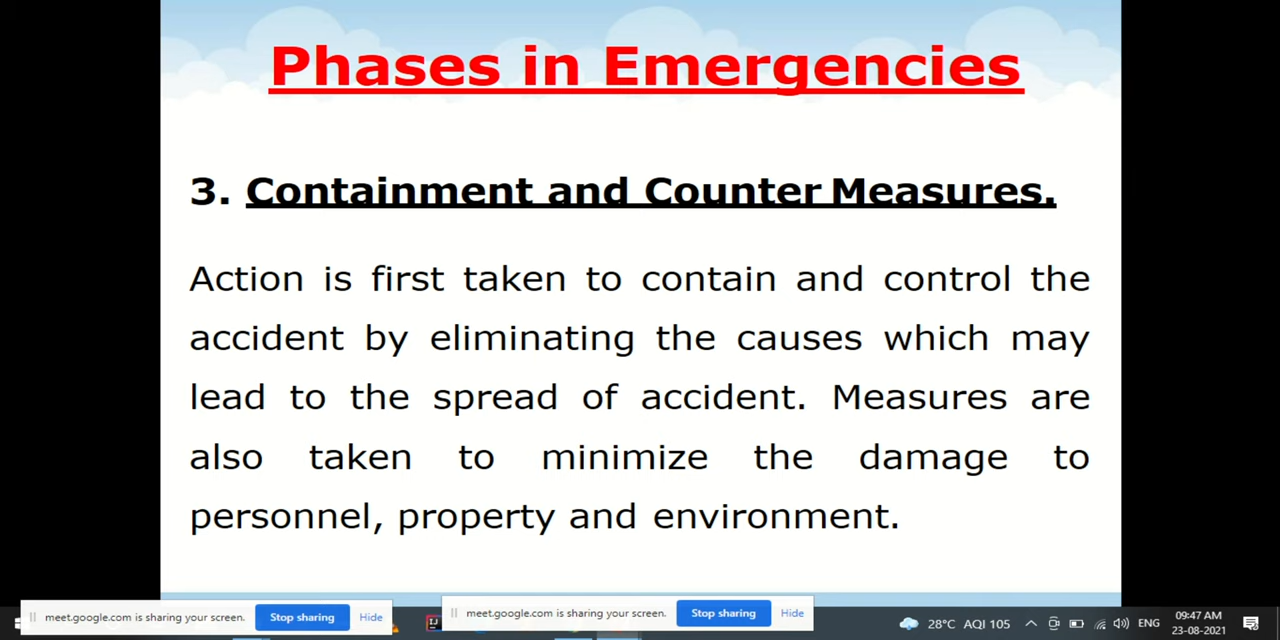 Phases in Emergencies
3. Containment and Counter Measures.
Action is first taken to contain and control the
accident by eliminating the causes which may
lead to the spread of accident. Measures are
also taken to minimize the damage to
personnel, property and environment.
meet.google.com is sharing your screen. Stop sharing Hide
meet.google.com is sharing your screen. Stop sharing Hide
28°C AQI 105 ENG 09:47 AM
23-08-2021